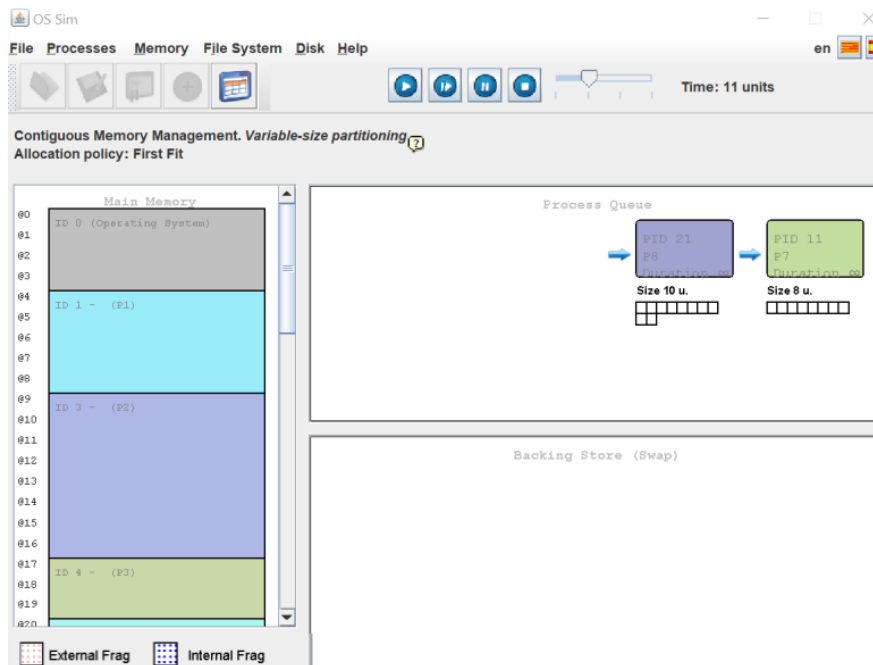 OS Sim
File Processes Memory File System Disk Help
en
Time: 11 units
Contiguous Memory Management. Variable-size partitioning
?
Allocation policy: First Fit
Main Memory
@0
ID 0 (Operating System)
@1
@2
@3
@4
ID 1 - (P1)
@5
@6
@7
@8
@9
ID 3 - (P2)
@10
@11
@12
@13
@14
@15
@16
@17
ID 4 - (P3)
@18
@19
@20
External Frag Internal Frag
Process Queue
PID 21
P8
Duration ∞
Size 10 u.
PID 11
P7
Duration ∞
Size 8 u.
Backing Store (Swap)